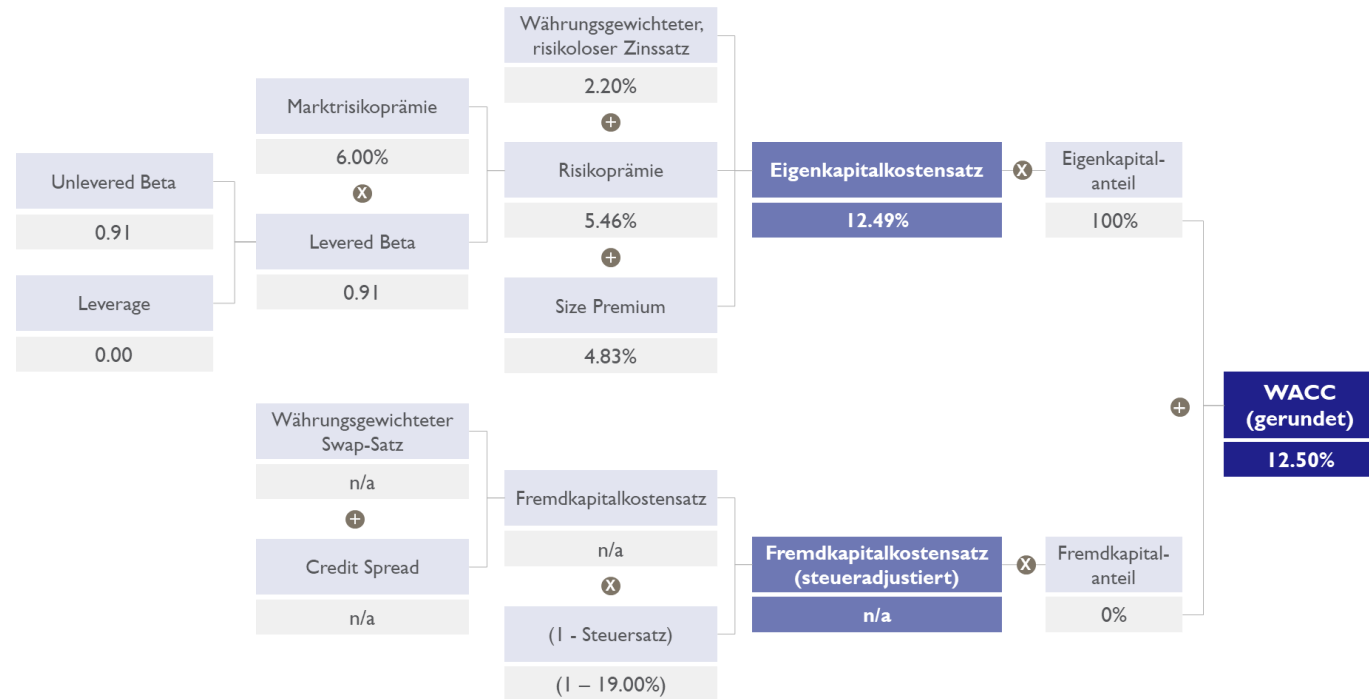 Währungsgewichteter,
risikoloser Zinssatz
2.20%
+
Marktrisikoprämie
6.00%
x
Unlevered Beta
0.91
Leverage
0.00
Levered Beta
0.91
Risikoprämie
5.46%
+
Size Premium
4.83%
Eigenkapitalkostensatz
12.49%
x
Eigenkapital-
anteil
100%
Währungsgewichteter
Swap-Satz
n/a
+
Credit Spread
n/a
Fremdkapitalkostensatz
n/a
x
(1 - Steuersatz)
(1 – 19.00%)
Fremdkapitalkostensatz
(steueradjustiert)
n/a
x
Fremdkapital-
anteil
0%
+
WACC
(gerundet)
12.50%